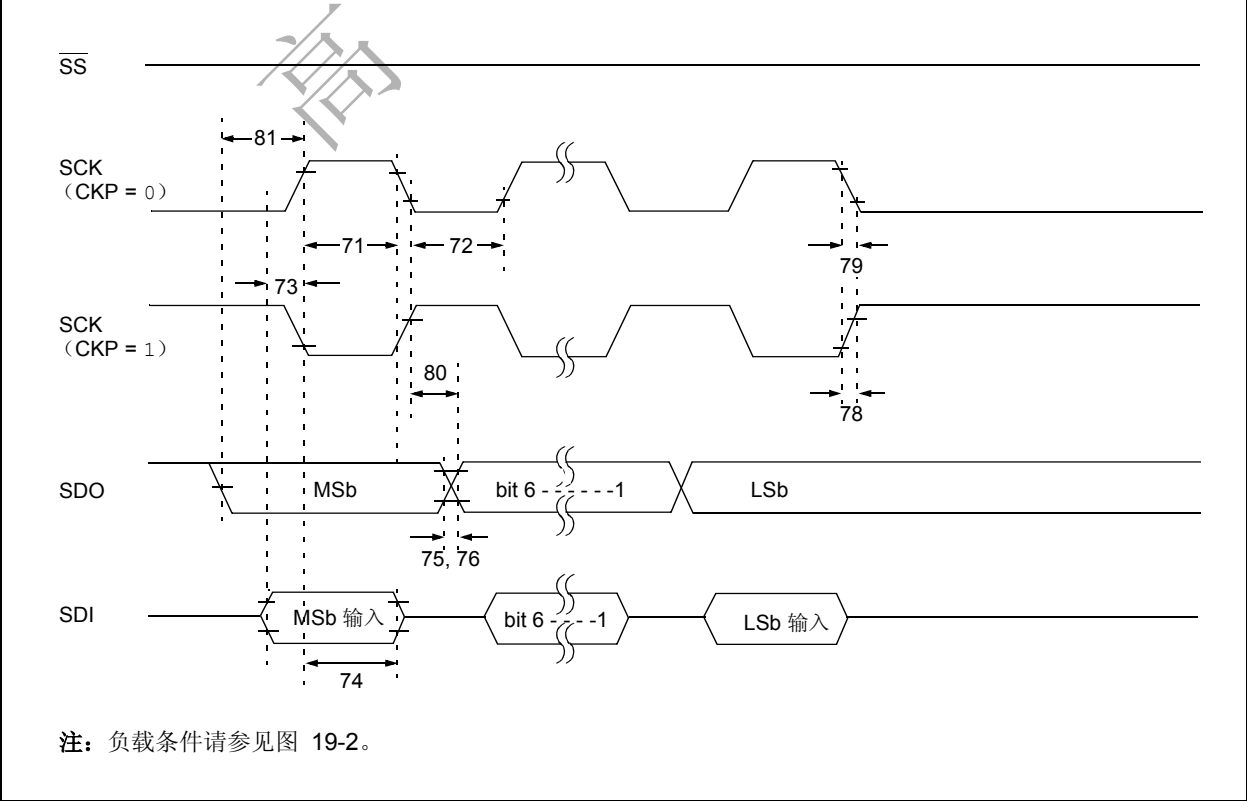 高
SS
81
SCK
（CKP = 0）
71
72
79
73
SCK
（CKP = 1）
80
78
SDO
MSb
bit 6 - - - - - -1
LSb
75, 76
SDI
MSb 输入
bit 6 - - - -1
LSb 输入
74
注：负载条件请参见图 19-2。